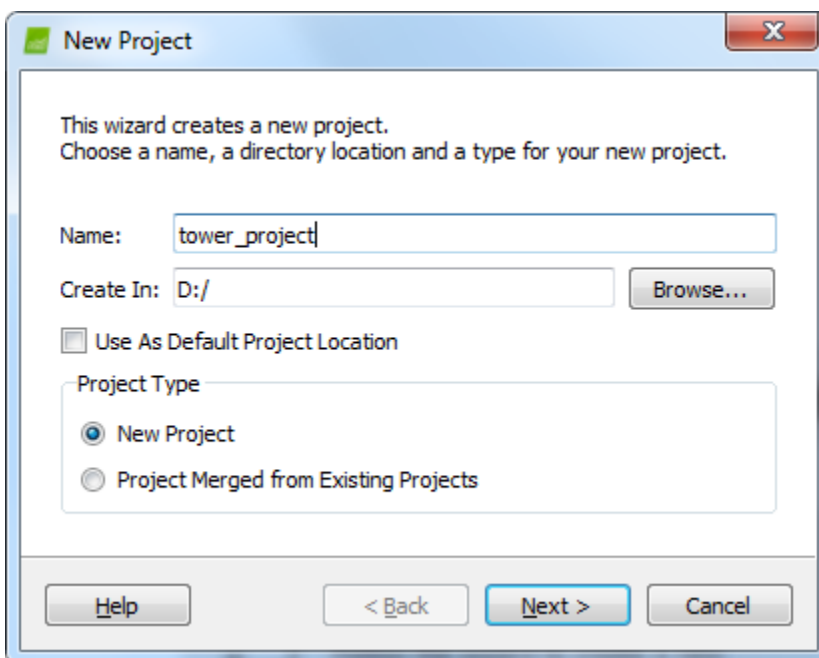 New Project
This wizard creates a new project.
Choose a name, a directory location and a type for your new project.
Name: tower_project
Create In: D:/ Browse...
Use As Default Project Location
Project Type
New Project
Project Merged from Existing Projects
Help < Back Next > Cancel